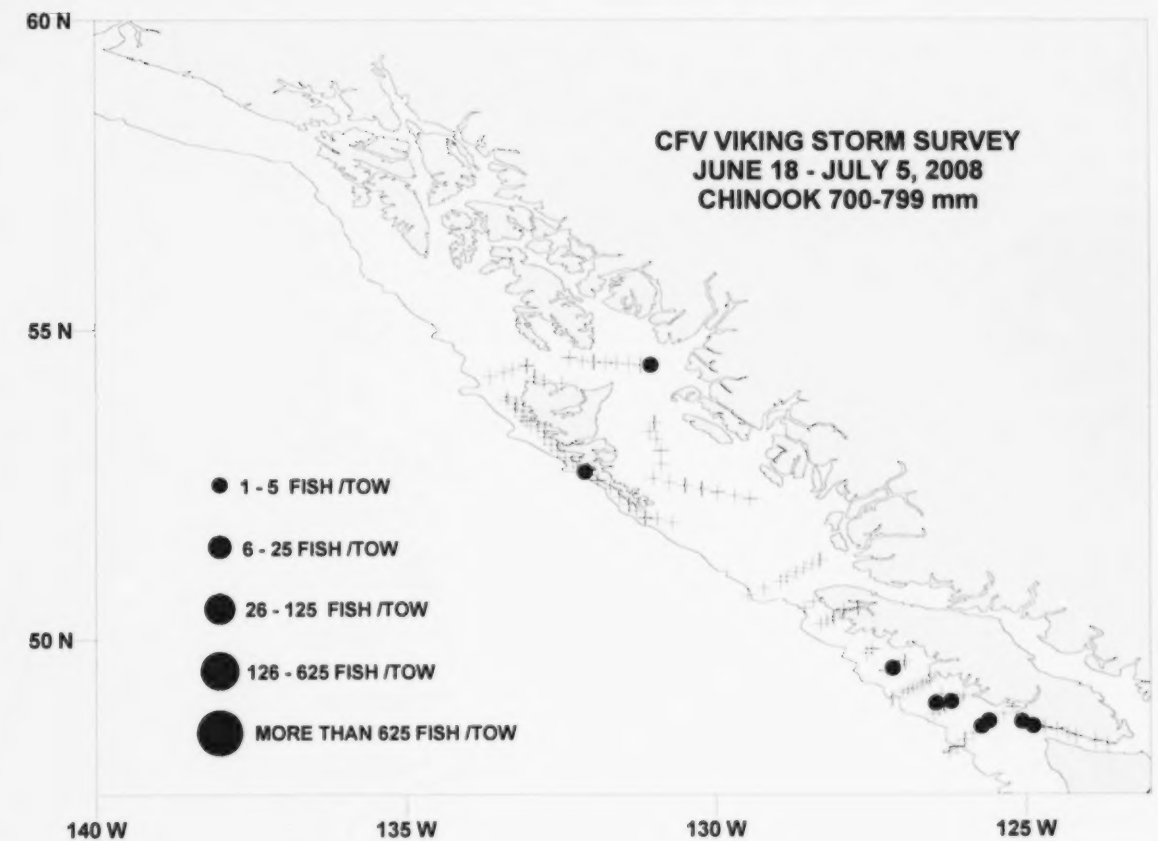 60 N
CFV VIKING STORM SURVEY
JUNE 18 - JULY 5, 2008
CHINOOK 700-799 mm
55 N
1 - 5 FISH /TOW
6 - 25 FISH /TOW
26 - 125 FISH /TOW
50 N
126 - 625 FISH /TOW
MORE THAN 625 FISH /TOW
140 W
135 W
130 W
125 W